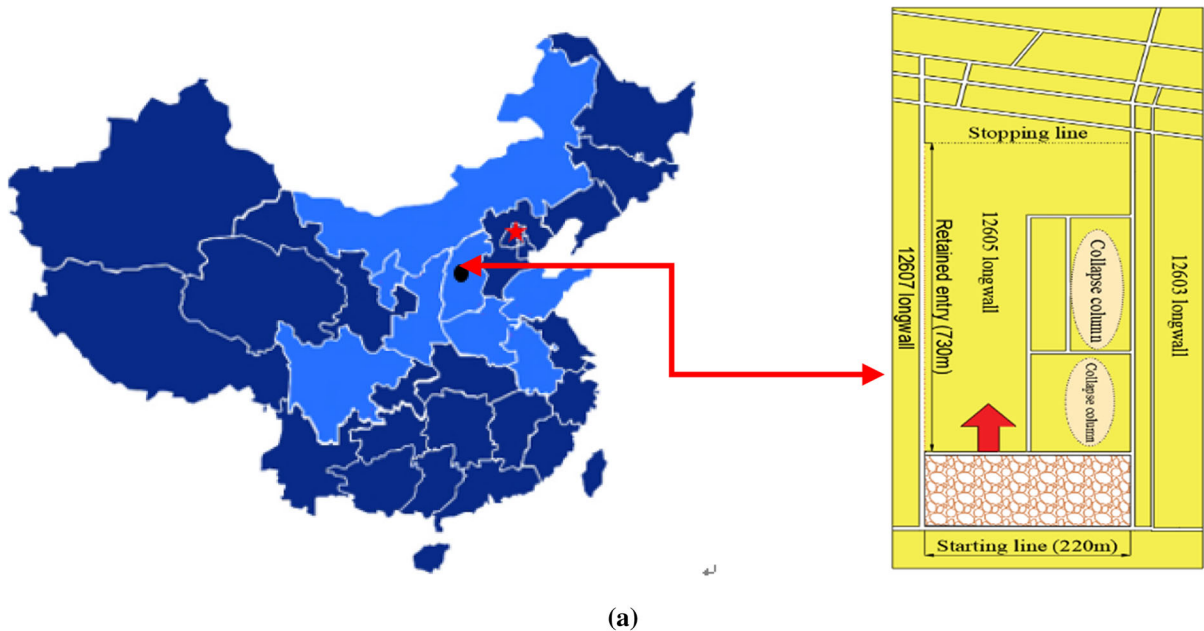 Stopping line
Retained entry (730m)
12607 longwall
12605 longwall
Collapse column
Collapse column
12603 longwall
Starting line (220m)
(a)